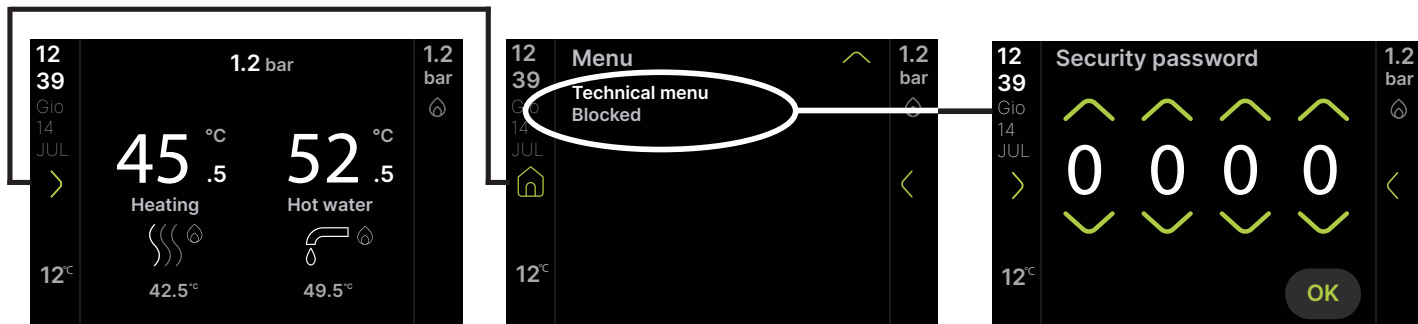 12
39
Gio
14
JUL
12°C
1.2 bar
45.5 °C
Heating
42.5°C
52.5 °C
Hot water
49.5°C
1.2
bar
12
39
Gio
14
JUL
12°C
Menu
Technical menu
Blocked
1.2
bar
12
39
Gio
14
JUL
12°C
Security password
0 0 0 0
OK
1.2
bar